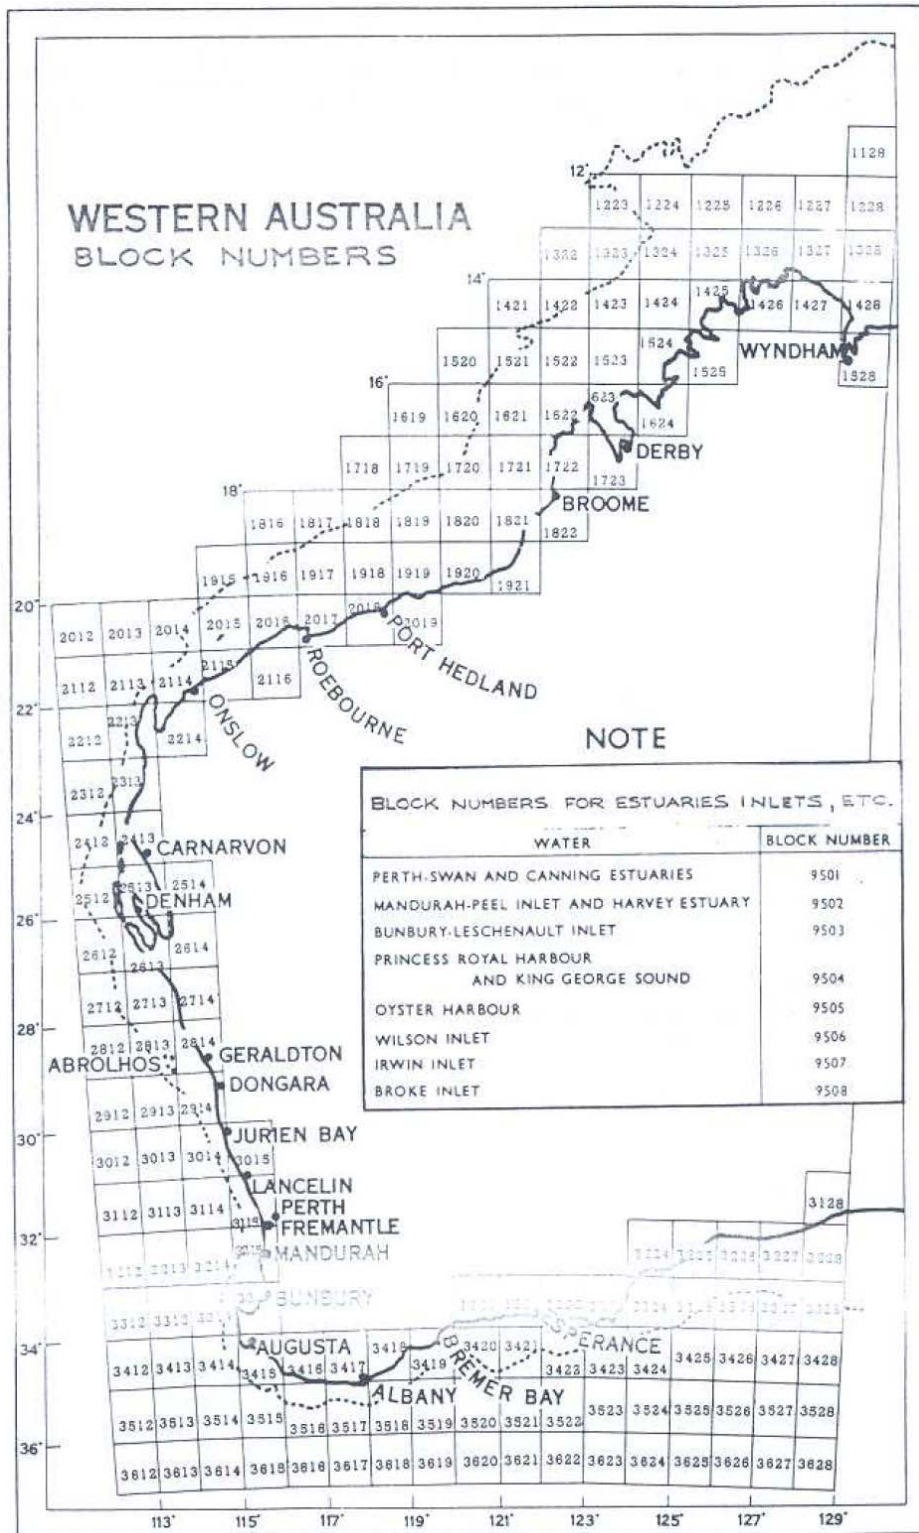 WESTERN AUSTRALIA
BLOCK NUMBERS
1128
12°
1223 1224 1225 1226 1227 1228
1322 1323 1324 1325 1326 1327 1328
14°
1421 1422 1423 1424 1425 1426 1427 1428
1520 1521 1522 1523 1524 1525 WYNDHAM 1528
16°
1619 1620 1621 1622 1623 1624
DERBY
1718 1719 1720 1721 1722 1723
18°
BROOME
1816 1817 1818 1819 1820 1821 1822
1915 1916 1917 1918 1919 1920 1921
20°
2012 2013 2014 2015 2016 2017 2018 2019
PORT HEDLAND
ROEBOURNE
2112 2113 2114 2115 2116
ONSLOW
22°
2212 2213 2214
2312 2313
24°
2412 2413 CARNARVON
2512 2513 2514
DENHAM
26°
2612 2613 2614
2712 2713 2714
28°
2812 2813 2814 GERALDTON
ABROLHOS
DONGARA
2912 2913 2914
30°
JURIEN BAY
3012 3013 3014 3015
LANCELIN
3112 3113 3114 3115
PERTH
FREMANTLE
3128
32°
MANDURAH
3212 3213 3214 3215
BUNBURY
3312 3313
34°
AUGUSTA
ALBANY
BREMER BAY
ESPERANCE
3412 3413 3414 3415 3416 3417 3418 3419 3420 3421 3422 3423 3424 3425 3426 3427 3428
3512 3513 3514 3515 3516 3517 3518 3519 3520 3521 3522 3523 3524 3525 3526 3527 3528
36°
3612 3613 3614 3615 3616 3617 3618 3619 3620 3621 3622 3623 3624 3625 3626 3627 3628
113° 115° 117° 119° 121° 123° 125° 127° 129°
NOTE
BLOCK NUMBERS FOR ESTUARIES INLETS, ETC.
WATER BLOCK NUMBER
PERTH-SWAN AND CANNING ESTUARIES 9501
MANDURAH-PEEL INLET AND HARVEY ESTUARY 9502
BUNBURY-LESCHENAULT INLET 9503
PRINCESS ROYAL HARBOUR
AND KING GEORGE SOUND 9504
OYSTER HARBOUR 9505
WILSON INLET 9506
IRWIN INLET 9507
BROKE INLET 9508